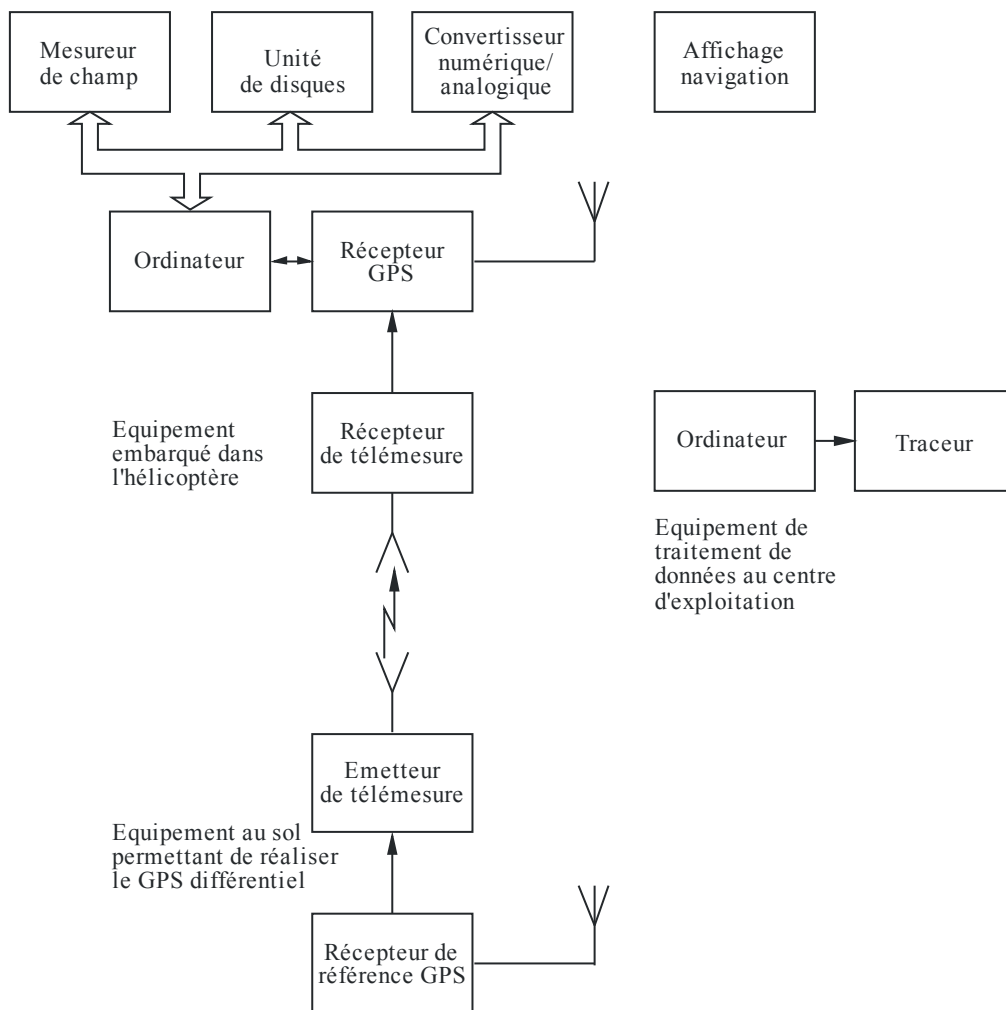 Mesureur
de champ
Unité
de disques
Convertisseur
numérique/
analogique
Affichage
navigation
Ordinateur
Récepteur
GPS
Equipement
embarqué dans
l'hélicoptère
Récepteur
de télémesure
Ordinateur
Traceur
Equipement de
traitement de
données au centre
d'exploitation
Emetteur
de télémesure
Equipement au sol
permettant de réaliser
le GPS différentiel
Récepteur de
référence GPS